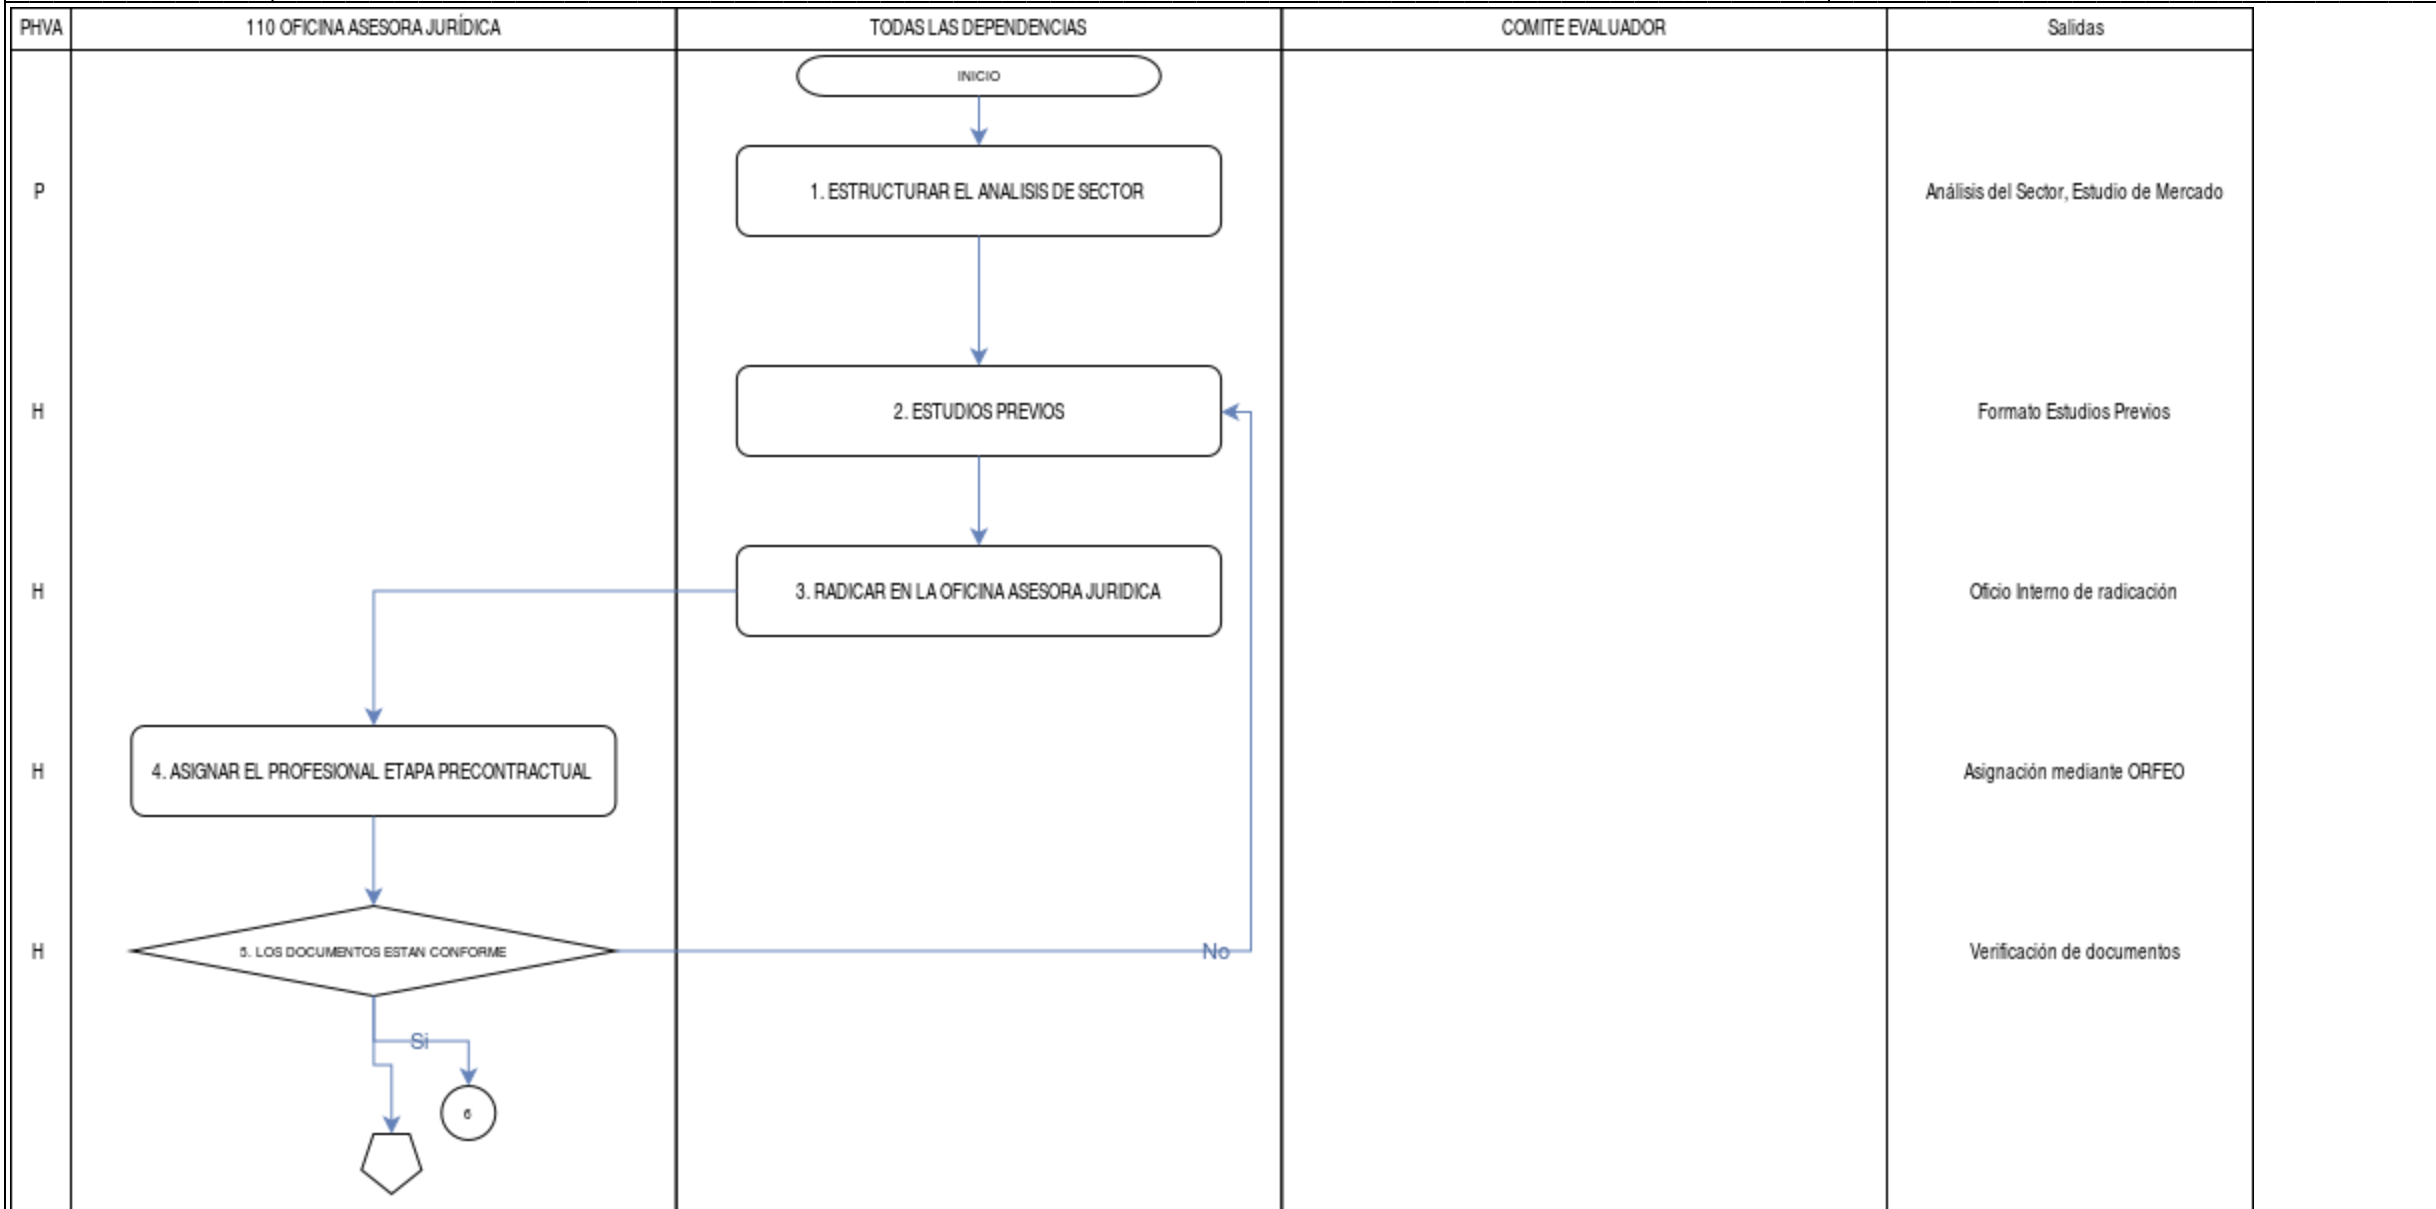 PHVA
110 OFICINA ASESORA JURÍDICA
TODAS LAS DEPENDENCIAS
COMITE EVALUADOR
Salidas
INICIO
P
1. ESTRUCTURAR EL ANALISIS DE SECTOR
Análisis del Sector, Estudio de Mercado
H
2. ESTUDIOS PREVIOS
Formato Estudios Previos
H
3. RADICAR EN LA OFICINA ASESORA JURIDICA
Oficio Interno de radicación
H
4. ASIGNAR EL PROFESIONAL ETAPA PRECONTRACTUAL
Asignación mediante ORFEO
H
5. LOS DOCUMENTOS ESTAN CONFORME
No
Verificación de documentos
Si
6